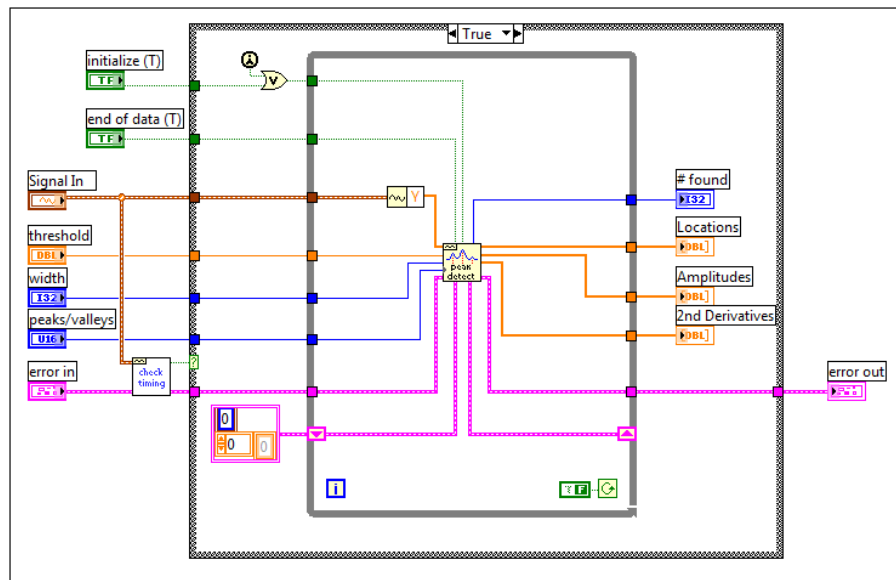 True
initialize (T)
TF
end of data (T)
TF
Signal In
Y
# found
I32
threshold
DBL
Locations
DBL]
width
I32
peak
detect
Amplitudes
DBL]
peaks/valleys
U16
2nd Derivatives
DBL]
error in
check
timing
?
error out
0
0
0
i
F